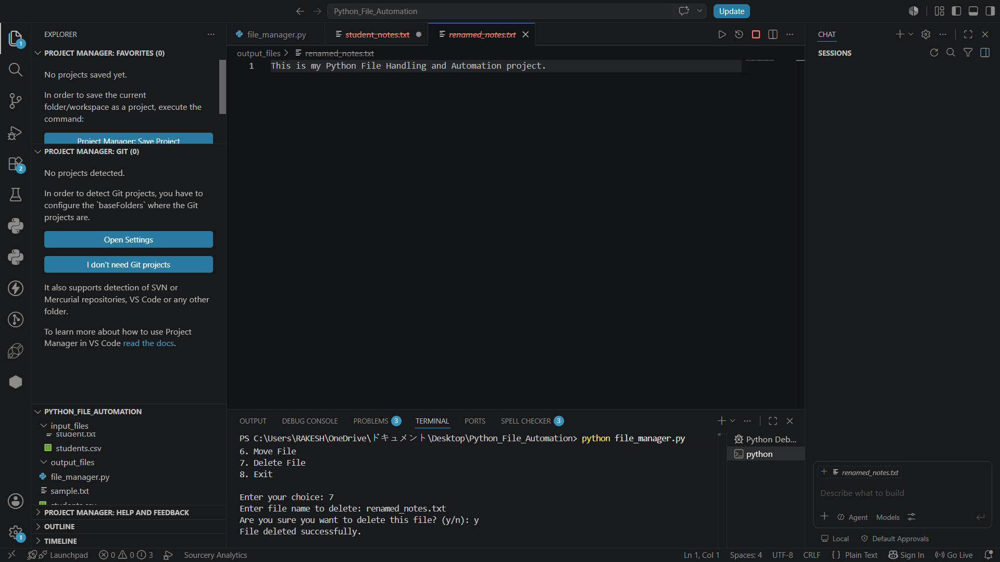 Python_File_Automation
Update
EXPLORER
PROJECT MANAGER: FAVORITES (0)
No projects saved yet.
In order to save the current
folder/workspace as a project, execute the
command:
Project Manager: Save Project
PROJECT MANAGER: GIT (0)
No projects detected.
In order to detect Git projects, you have to
configure the `baseFolders` where the Git
projects are.
Open Settings
I don't need Git projects
It also supports detection of SVN or
Mercurial repositories, VS Code or any other
folder.
To learn more about how to use Project
Manager in VS Code read the docs.
PYTHON_FILE_AUTOMATION
input_files
student.txt
students.csv
output_files
file_manager.py
sample.txt
students.csv
PROJECT MANAGER: HELP AND FEEDBACK
OUTLINE
TIMELINE
1
2
1
file_manager.py
student_notes.txt
renamed_notes.txt
output_files > renamed_notes.txt
1 This is my Python File Handling and Automation project.
OUTPUT DEBUG CONSOLE PROBLEMS 3 TERMINAL PORTS SPELL CHECKER 3
PS C:\Users\RAKESH\OneDrive\ドキュメント\Desktop\Python_File_Automation> python file_manager.py
6. Move File
7. Delete File
8. Exit
Enter your choice: 7
Enter file name to delete: renamed_notes.txt
Are you sure you want to delete this file? (y/n): y
File deleted successfully.
Python Deb...
python
CHAT
SESSIONS
renamed_notes.txt
Describe what to build
Agent Models
Local Default Approvals
Launchpad 0 0 3 Sourcery Analytics Ln 1, Col 1 Spaces: 4 UTF-8 CRLF {} Plain Text Sign In Go Live